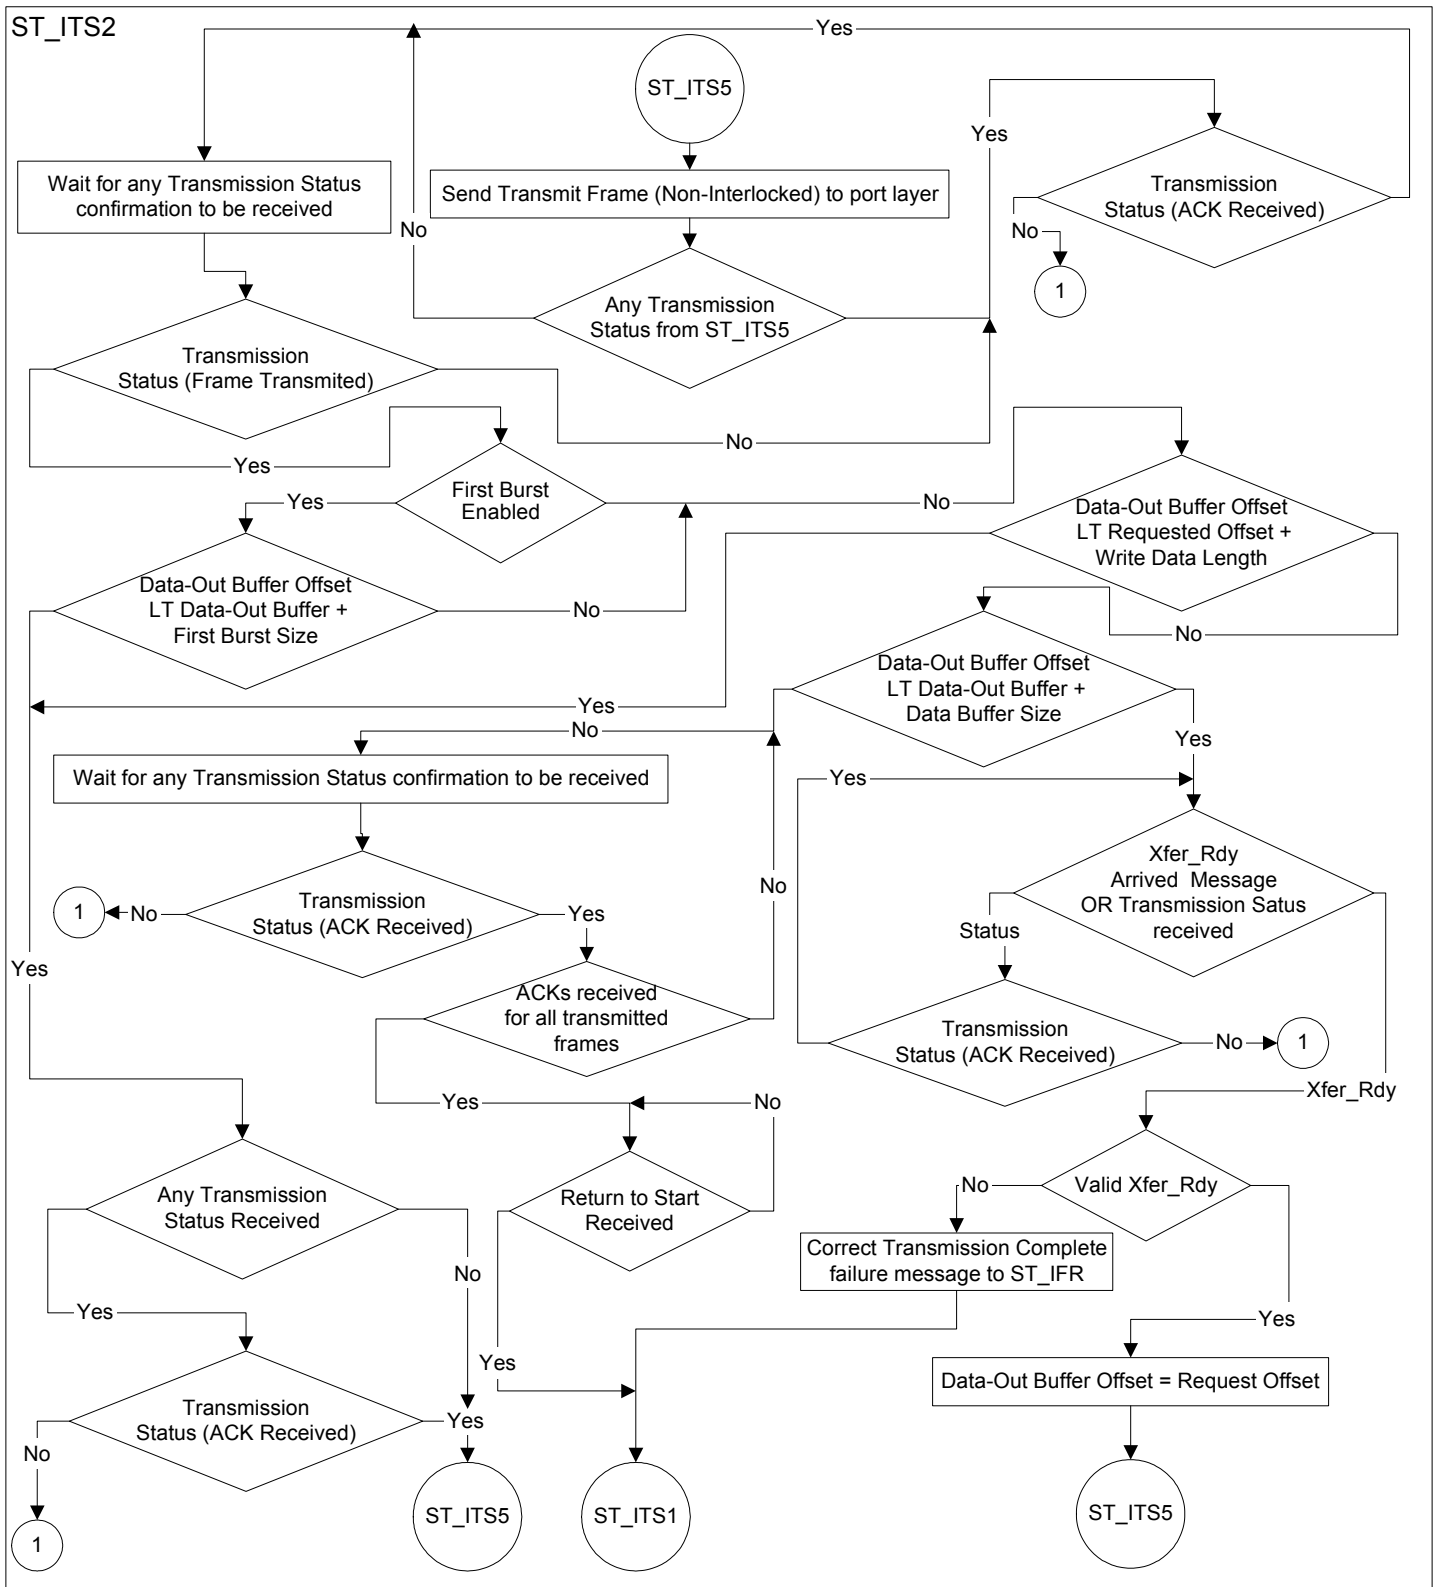 ST_ITS2
Yes
ST_ITS5
Yes
Wait for any Transmission Status
confirmation to be received
Send Transmit Frame (Non-Interlocked) to port layer
Transmission
Status (ACK Received)
No
No
1
Any Transmission
Status from ST_ITS5
Transmission
Status (Frame Transmited)
No
Yes
First Burst
Enabled
Yes
No
Data-Out Buffer Offset
LT Requested Offset +
Write Data Length
Data-Out Buffer Offset
LT Data-Out Buffer +
First Burst Size
No
No
Data-Out Buffer Offset
LT Data-Out Buffer +
Data Buffer Size
Yes
No
Yes
Wait for any Transmission Status confirmation to be received
Yes
Xfer_Rdy
Arrived Message
OR Transmission Satus
received
No
Transmission
Status (ACK Received)
1
No
Yes
Status
Yes
ACKs received
for all transmitted
frames
Transmission
Status (ACK Received)
No
1
Xfer_Rdy
Yes
No
Any Transmission
Status Received
Return to Start
Received
No
Valid Xfer_Rdy
Correct Transmission Complete
failure message to ST_IFR
No
Yes
Yes
Yes
Data-Out Buffer Offset = Request Offset
Transmission
Status (ACK Received)
Yes
No
ST_ITS5
ST_ITS1
ST_ITS5
1